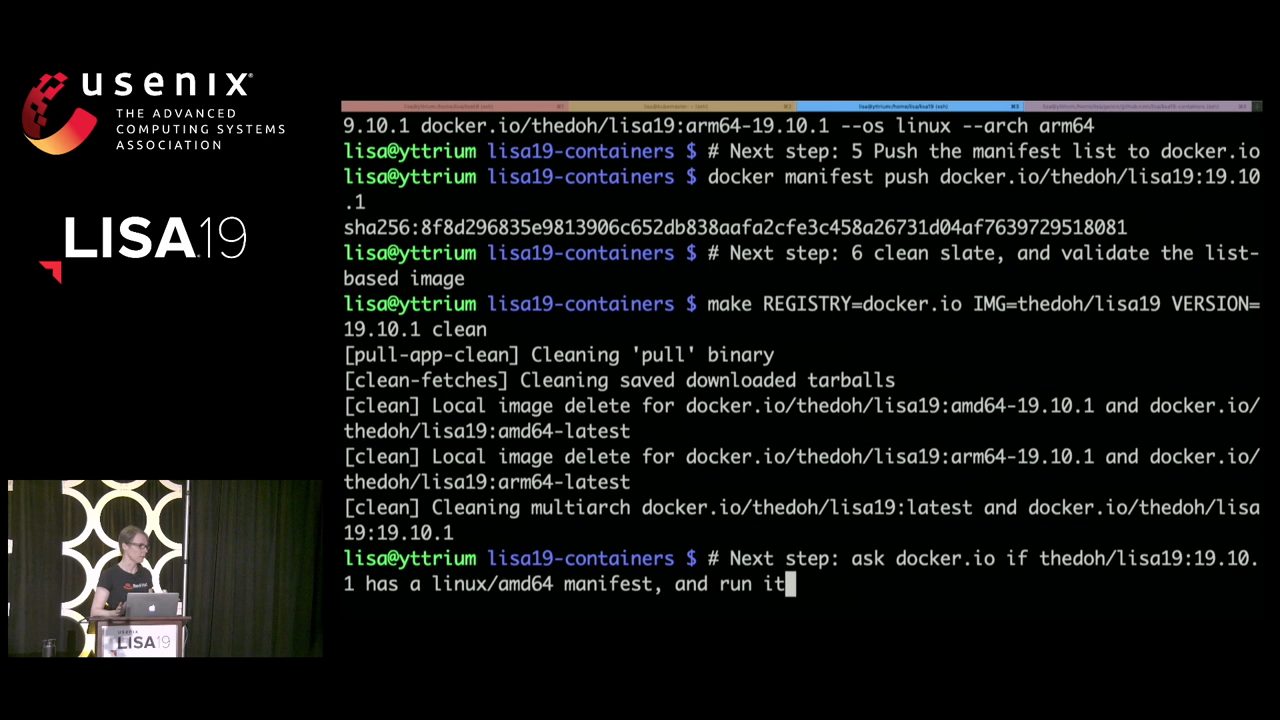 usenix
THE ADVANCED
COMPUTING SYSTEMS
ASSOCIATION
LISA19
9.10.1 docker.io/thedoh/lisa19:arm64-19.10.1 --os linux --arch arm64
lisa@yttrium lisa19-containers $ # Next step: 5 Push the manifest list to docker.io
lisa@yttrium lisa19-containers $ docker manifest push docker.io/thedoh/lisa19:19.10
.1
sha256:8f8d296835e9813906c652db838aafa2cfe3c458a26731d04af7639729518081
lisa@yttrium lisa19-containers $ # Next step: 6 clean slate, and validate the list-
based image
lisa@yttrium lisa19-containers $ make REGISTRY=docker.io IMG=thedoh/lisa19 VERSION=
19.10.1 clean
[pull-app-clean] Cleaning 'pull' binary
[clean-fetches] Cleaning saved downloaded tarballs
[clean] Local image delete for docker.io/thedoh/lisa19:amd64-19.10.1 and docker.io/
thedoh/lisa19:amd64-latest
[clean] Local image delete for docker.io/thedoh/lisa19:arm64-19.10.1 and docker.io/
thedoh/lisa19:arm64-latest
[clean] Cleaning multiarch docker.io/thedoh/lisa19:latest and docker.io/thedoh/lisa
19:19.10.1
lisa@yttrium lisa19-containers $ # Next step: ask docker.io if thedoh/lisa19:19.10.
1 has a linux/amd64 manifest, and run it
usenix
LISA19